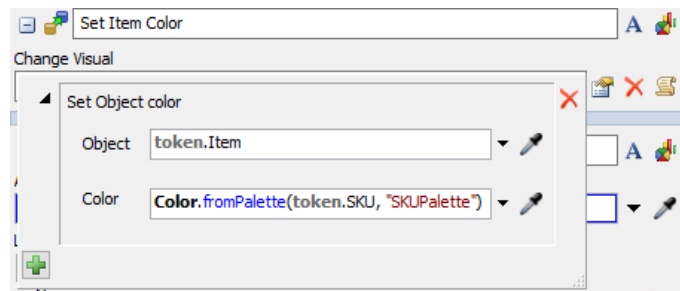 Set Item Color
A
Change Visual
Set Object color
Object token.Item
A
Color Color.fromPalette(token.SKU, "SKUPalette")